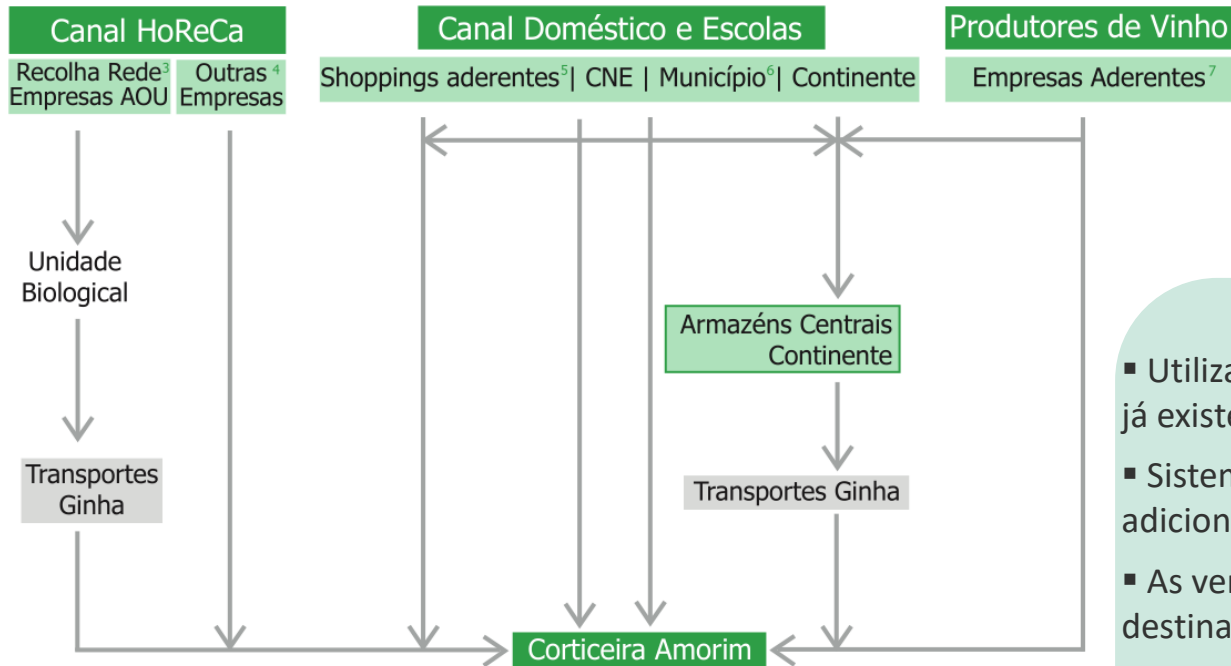 Canal HoReCa
Recolha Rede³ Outras ⁴
Empresas AOU Empresas
Canal Doméstico e Escolas
Shoppings aderentes⁵| CNE | Município⁶| Continente
Produtores de Vinho
Empresas Aderentes⁷
Unidade
Biological
Armazéns Centrais
Continente
Transportes
Ginha
Transportes Ginha
Corticeira Amorim
▪ Utiliza
já existe
▪ Sister
adicion
▪ As ver
destina